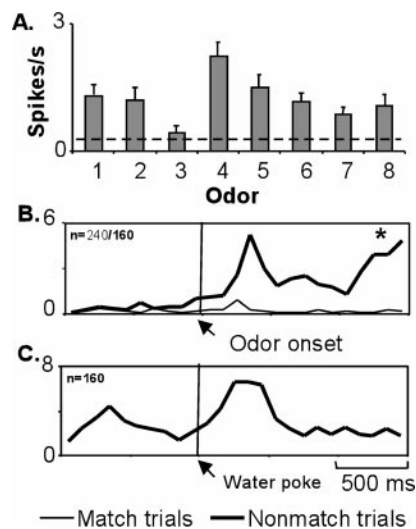 A.
3
Spikes/s
0
1 2 3 4 5 6 7 8
Odor
B.
6
n=240/160
*
0
Odor onset
C.
8
n=160
0
Water poke
500 ms
Match trials Nonmatch trials